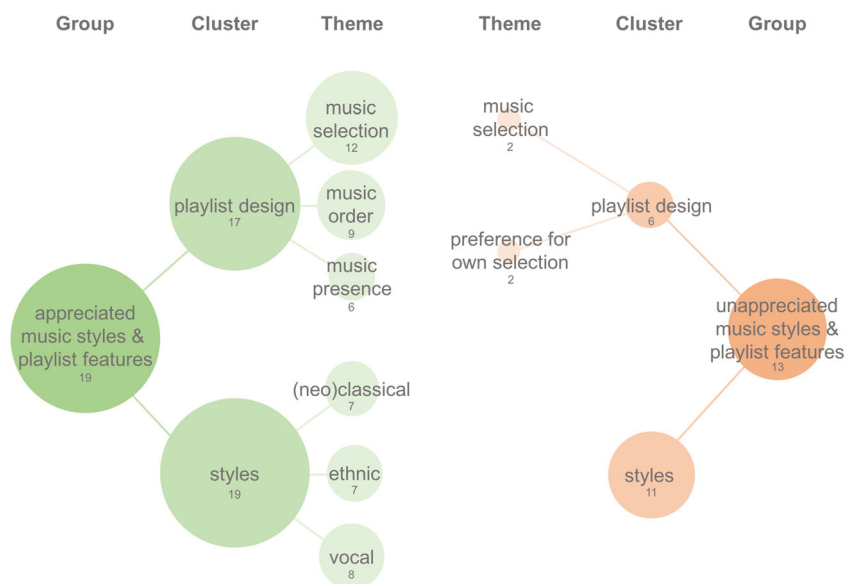 Group Cluster Theme Theme Cluster Group
music
selection
12
playlist design
17
music
order
9
music
presence
6
appreciated
music styles &
playlist features
19
(neo)classical
7
styles
19
ethnic
7
vocal
8
music
selection
2
playlist design
6
preference for
own selection
2
unappreciated
music styles &
playlist features
13
styles
11